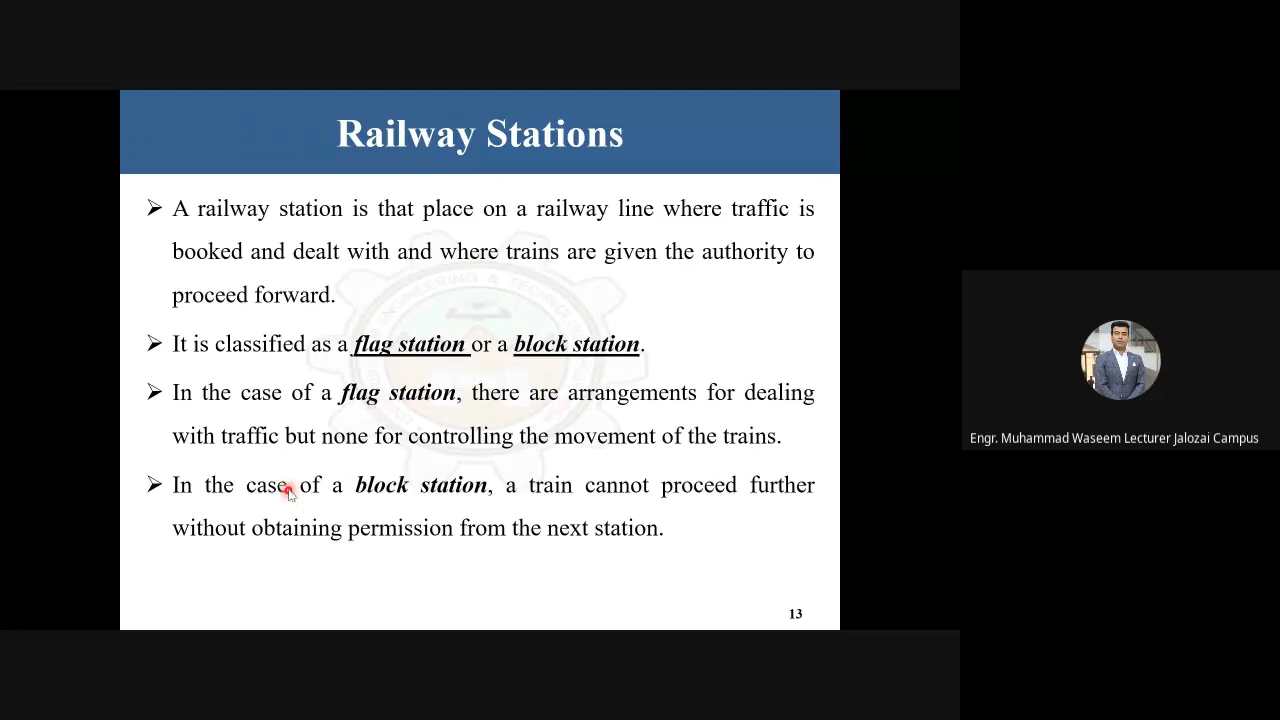 Railway Stations
➢ A railway station is that place on a railway line where traffic is
booked and dealt with and where trains are given the authority to
proceed forward.
➢ It is classified as a flag station or a block station.
➢ In the case of a flag station, there are arrangements for dealing
with traffic but none for controlling the movement of the trains.
➢ In the case of a block station, a train cannot proceed further
without obtaining permission from the next station.
13
Engr. Muhammad Waseem Lecturer Jalozai Campus